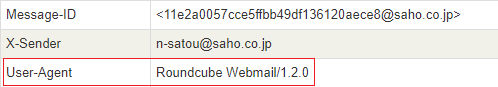 Message-ID <11e2a0057cce5ffbb49df136120aece8@saho.co.jp>
X-Sender n-satou@saho.co.jp
User-Agent Roundcube Webmail/1.2.0